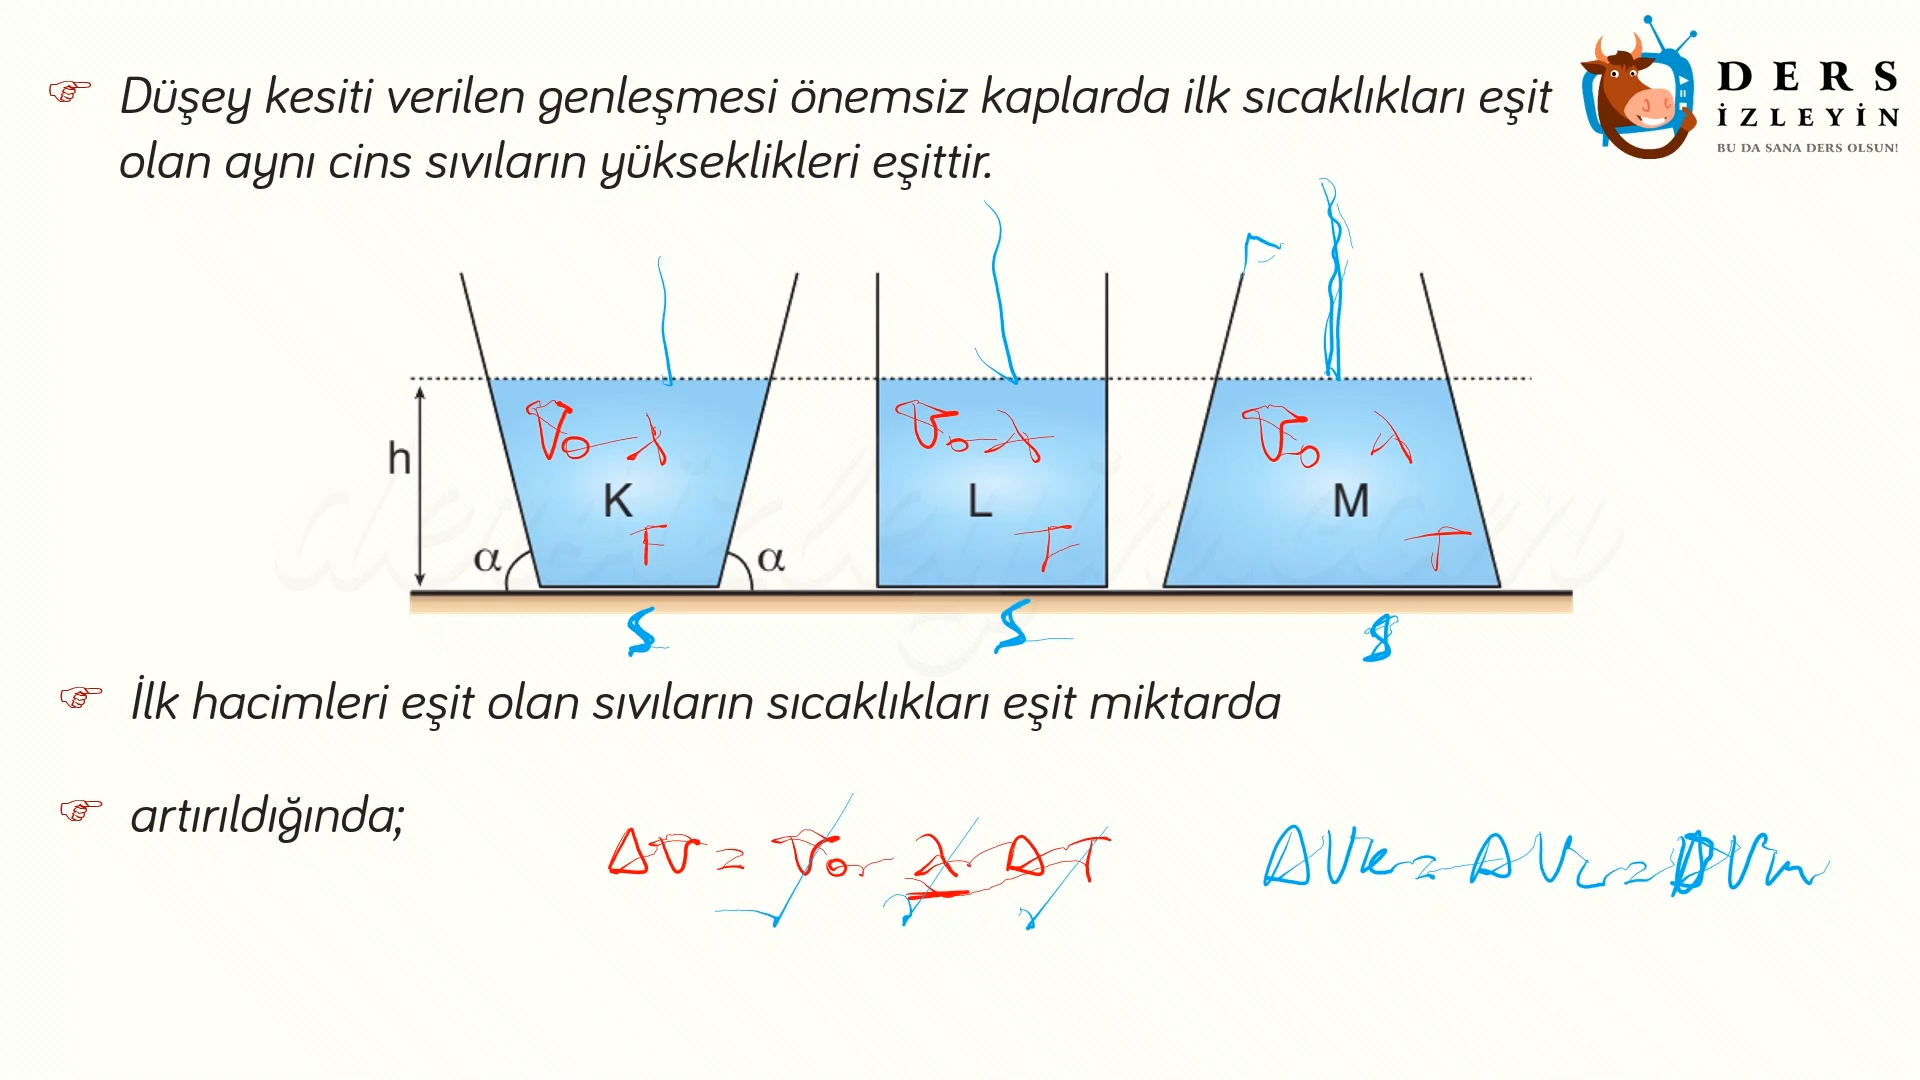 Düşey kesiti verilen genleşmesi önemsiz kaplarda ilk sıcaklıkları eşit
olan aynı cins sıvıların yükseklikleri eşittir.
DERS
İZLEYİN
BU DA SANA DERS OLSUN!
V₀ λ
V₀ λ
V₀ λ
h
K
L
M
T
T
T
α
α
S
S
S
dersizleyin.com
İlk hacimleri eşit olan sıvıların sıcaklıkları eşit miktarda
artırıldığında;
ΔV = V₀ . λ . ΔT
ΔVK = ΔVL = ΔVM